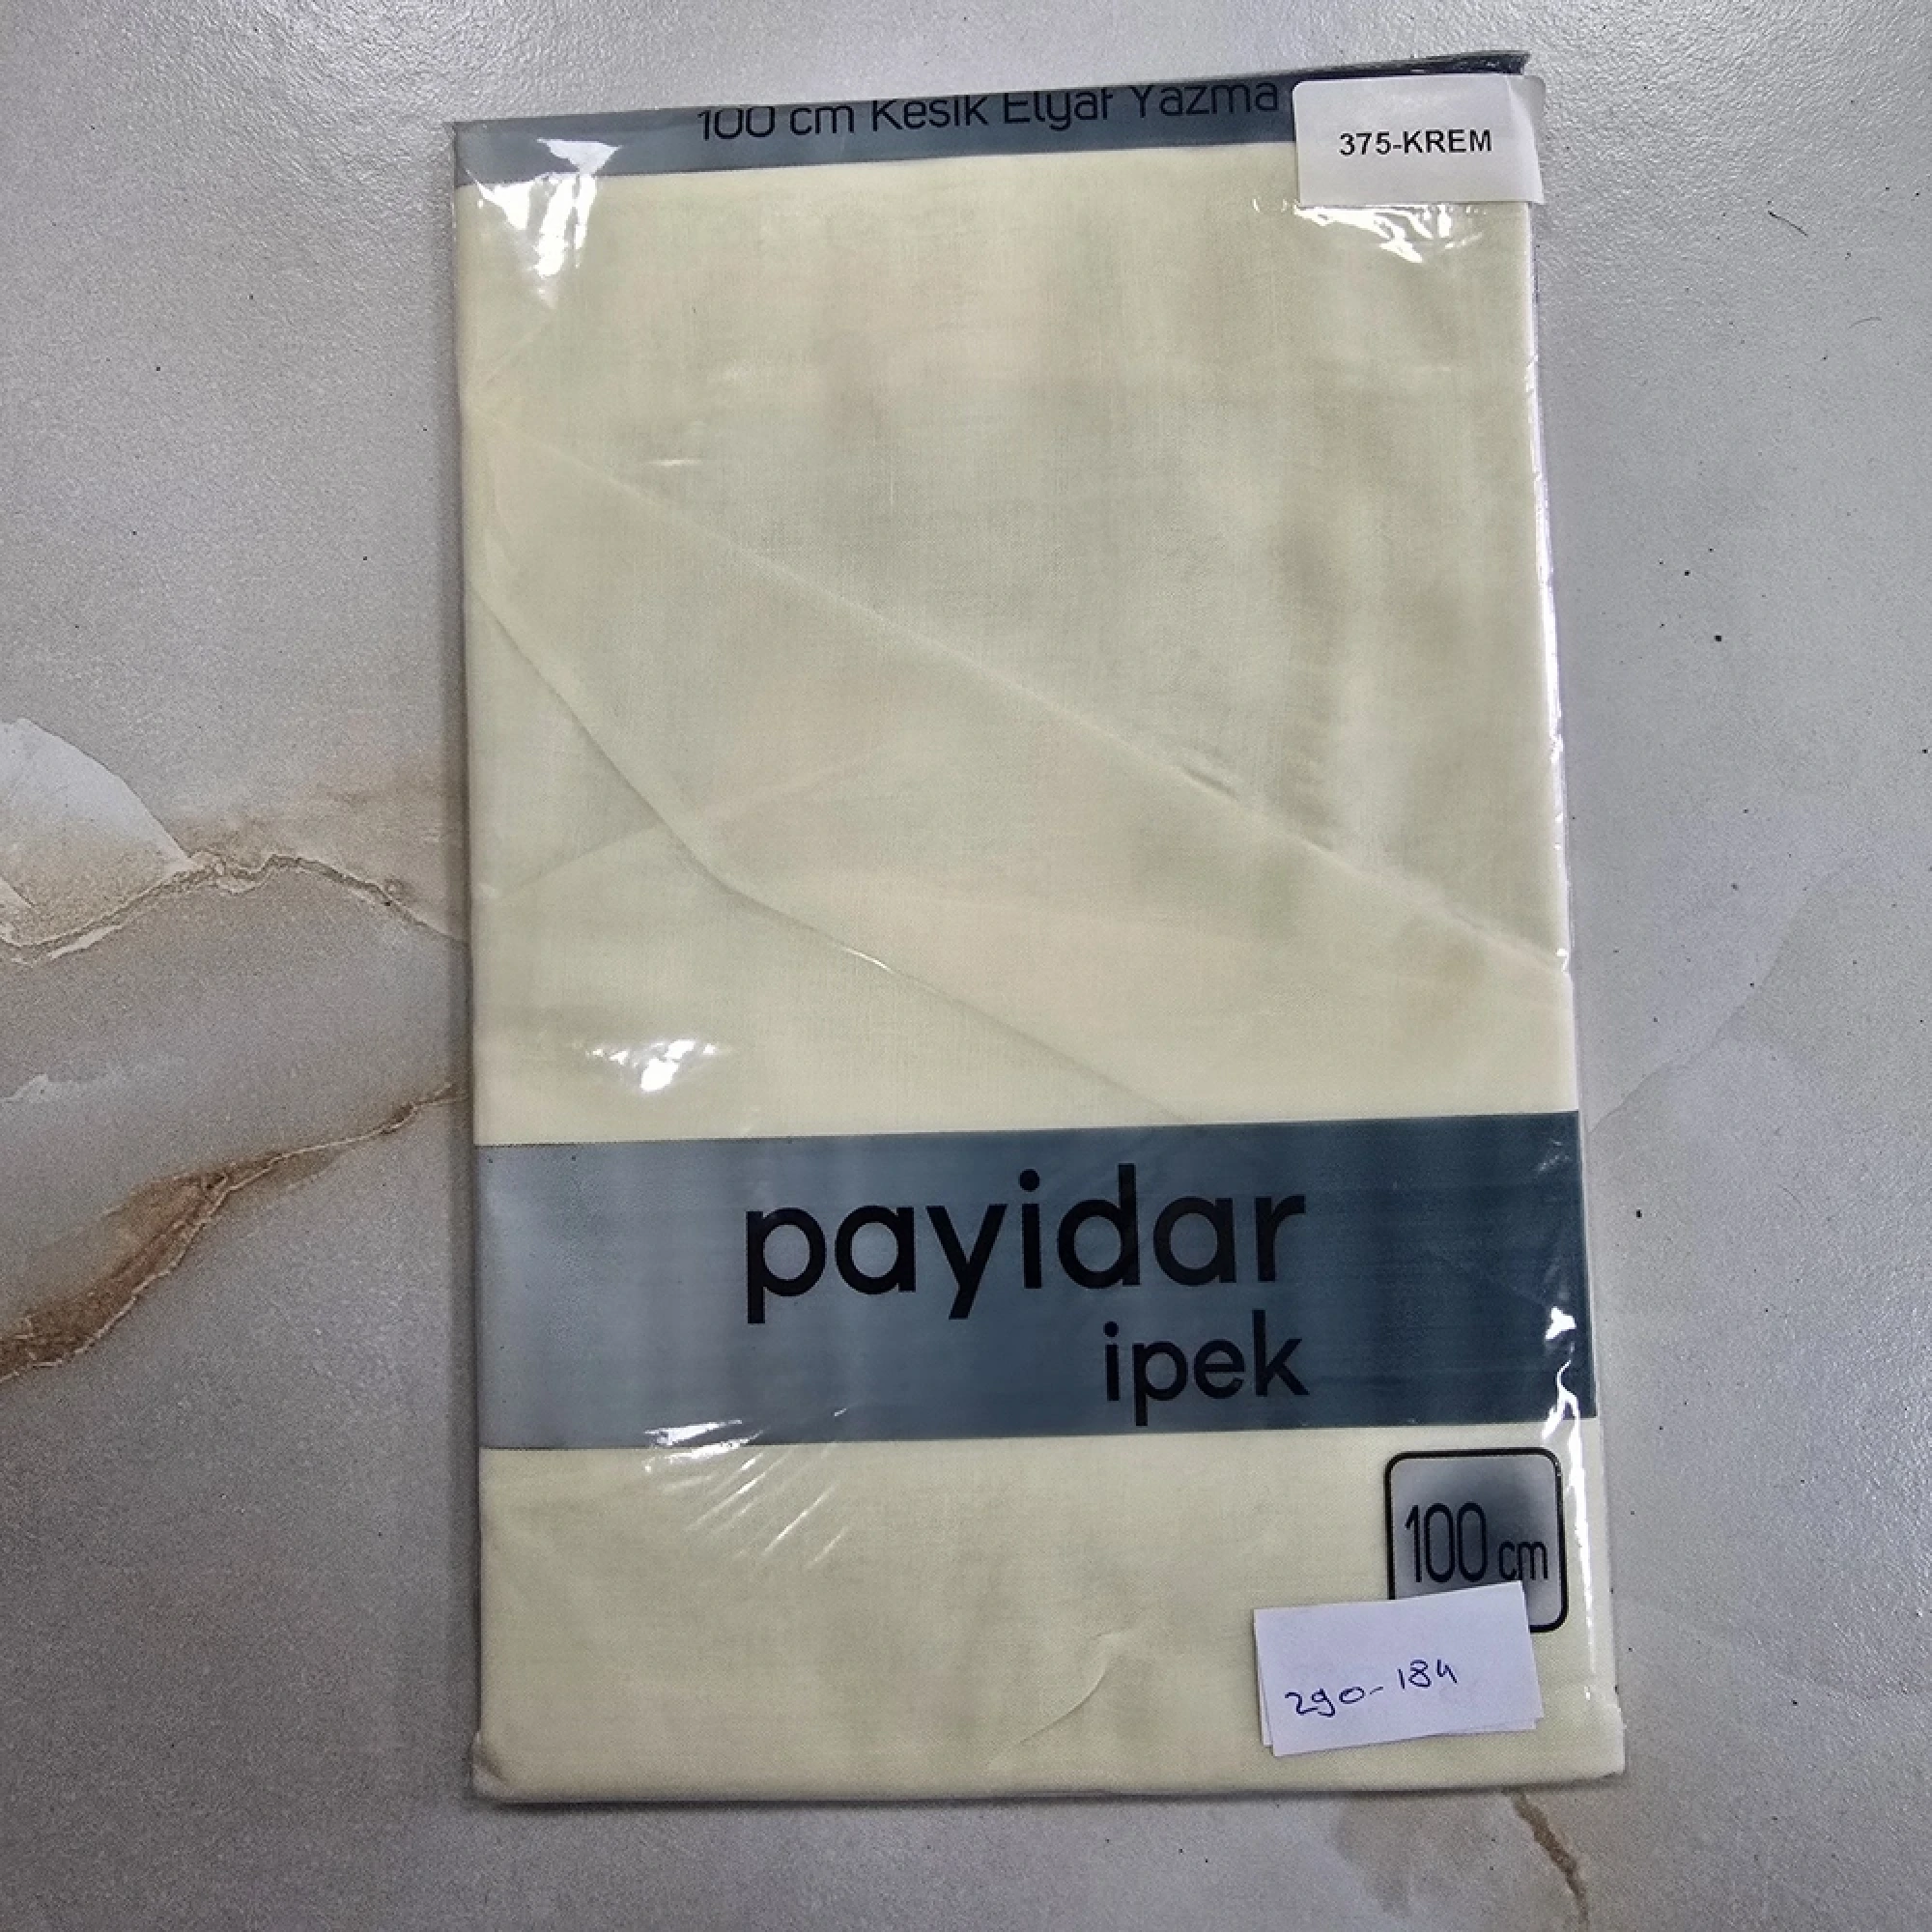 100 cm Kesik Elyaf Yazma
375-KREM
payidar
ipek
100 cm
290-184